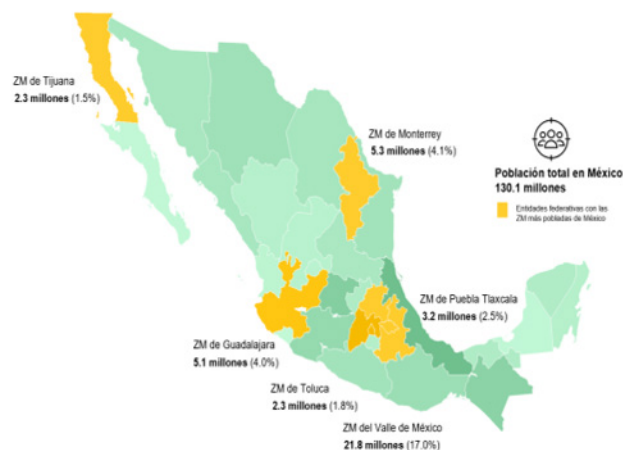 ZM de Tijuana
2.3 millones (1.5%)
ZM de Monterrey
5.3 millones (4.1%)
Población total en México
130.1 millones
Entidades federativas con las
ZM más pobladas de México
ZM de Puebla Tlaxcala
3.2 millones (2.5%)
ZM de Guadalajara
5.1 millones (4.0%)
ZM de Toluca
2.3 millones (1.8%)
ZM del Valle de México
21.8 millones (17.0%)